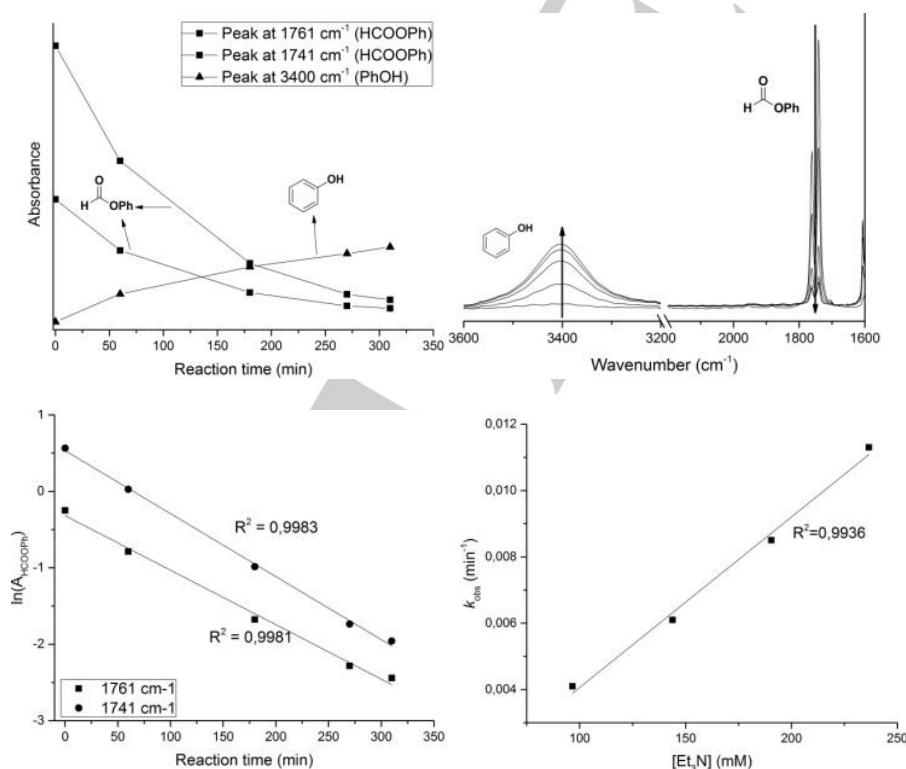 Peak at 1761 cm⁻¹ (HCOOPh)
Peak at 1741 cm⁻¹ (HCOOPh)
Peak at 3400 cm⁻¹ (PhOH)
Absorbance
H
O
OPh
OH
0 50 100 150 200 250 300 350
Reaction time (min)
H
O
OPh
OH
3600 3400 3200 2000 1800 1600
Wavenumber (cm⁻¹)
1
0
-1
-2
-3
ln(A_HCOOPh)
R² = 0,9983
R² = 0,9981
1761 cm-1
1741 cm-1
0 50 100 150 200 250 300 350
Reaction time (min)
0,012
0,010
0,008
0,006
0,004
k_obs (min⁻¹)
R²=0,9936
100 150 200 250
[Et₃N] (mM)